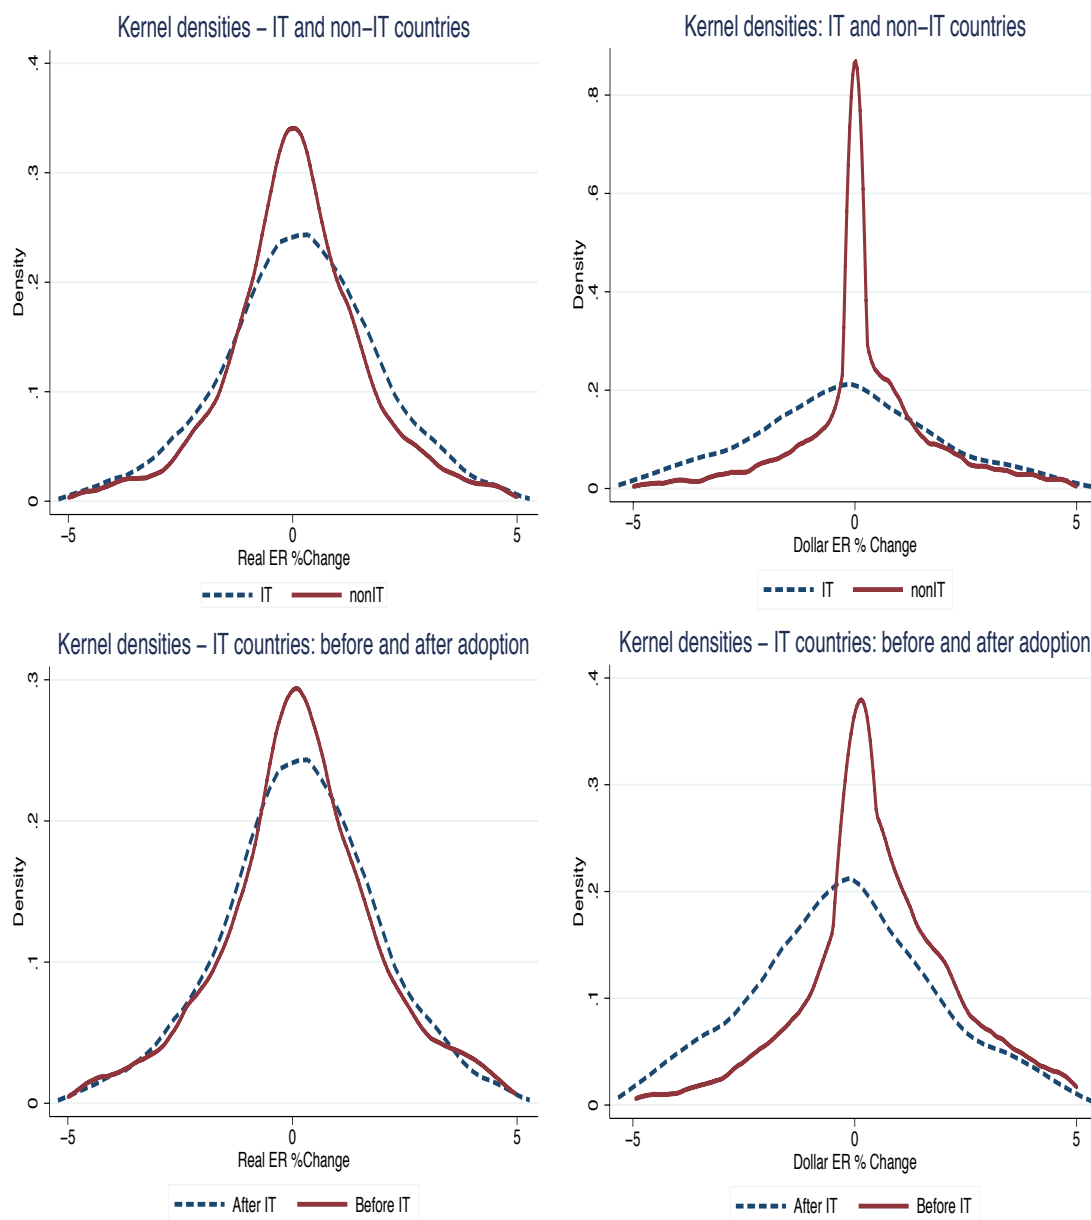 Kernel densities – IT and non–IT countries
Density
.4
.3
.2
.1
0
−5
0
5
Real ER %Change
IT
nonIT
Kernel densities: IT and non–IT countries
Density
.8
.6
.4
.2
0
−5
0
5
Dollar ER % Change
IT
nonIT
Kernel densities – IT countries: before and after adoption
Density
.3
.2
.1
0
−5
0
5
Real ER %Change
After IT
Before IT
Kernel densities – IT countries: before and after adoption
Density
.4
.3
.2
.1
0
−5
0
5
Dollar ER % Change
After IT
Before IT